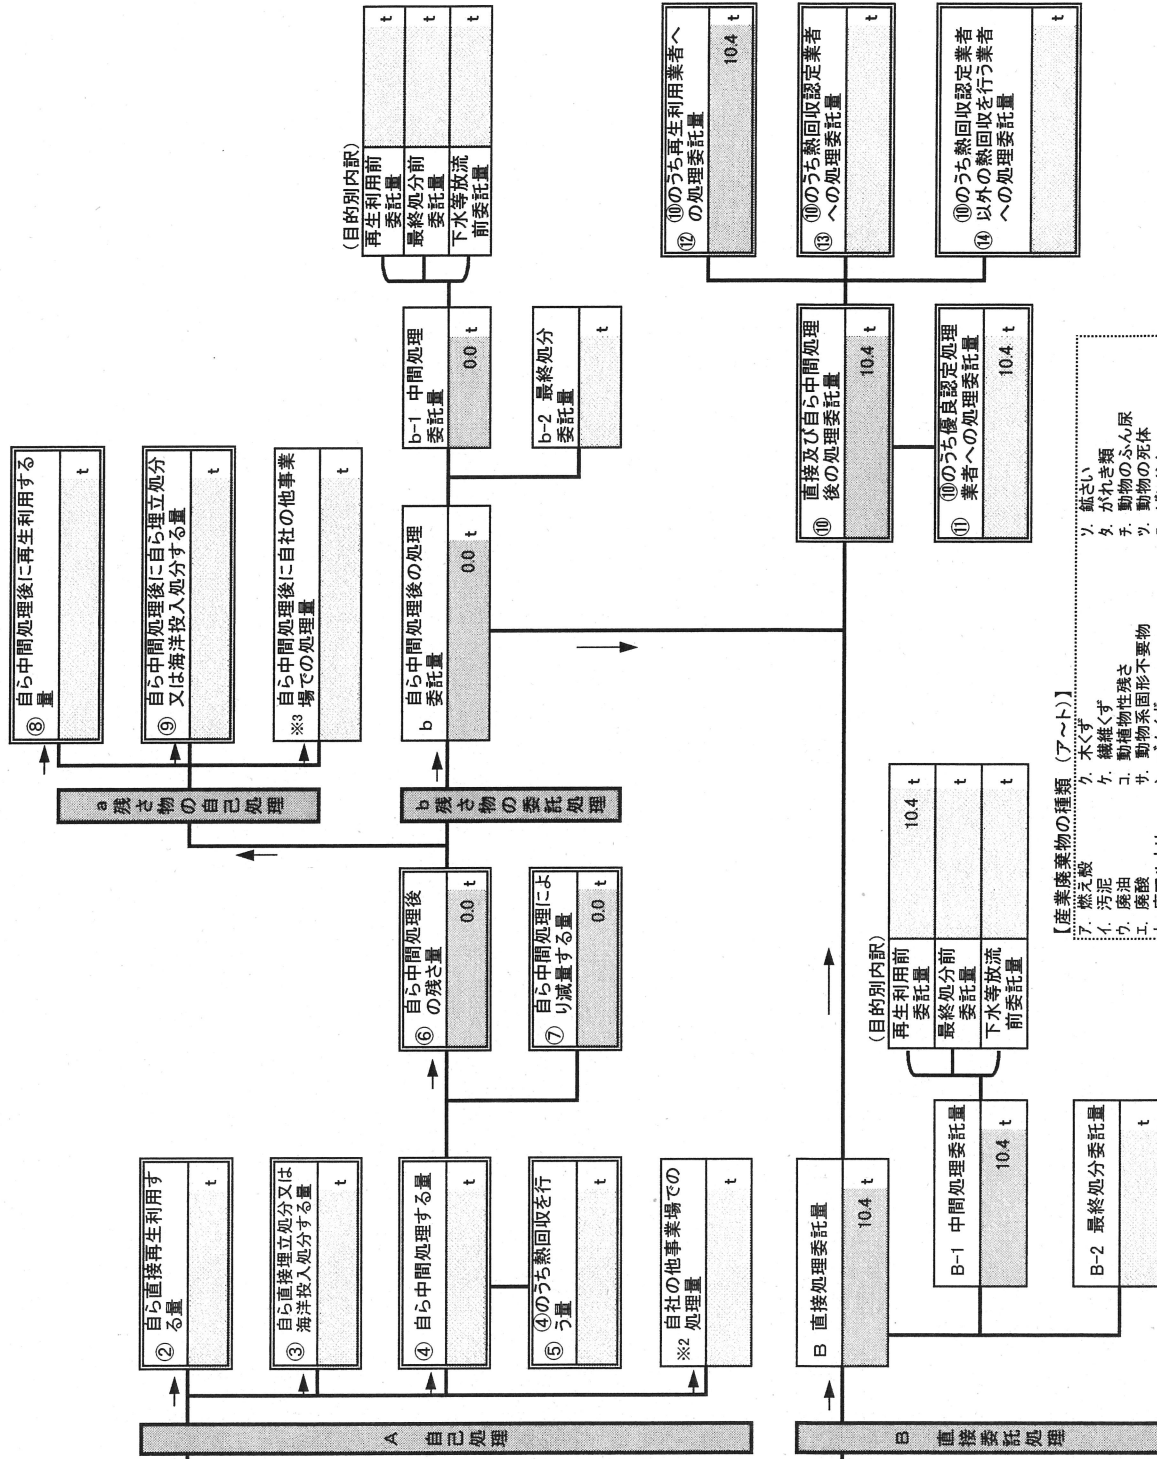 A 自己処理
② 自ら直接再生利用す
る量
t
③ 自ら直接埋立処分又は
海洋投入処分する量
t
④ 自ら中間処理する量
t
⑤ ④のうち熱回収を行
う量
t
※2 自社の他事業場での
処理量
t
⑥ 自ら中間処理後
の残さ量
0.0 t
⑦ 自ら中間処理によ
り減量する量
0.0 t
a 残さ物の自己処理
⑧ 自ら中間処理後に再生利用する
量
t
⑨ 自ら中間処理後に自ら埋立処分
又は海洋投入処分する量
t
※3 自ら中間処理後に自社の他事業
場での処理量
t
b 残さ物の委託処理
b 自ら中間処理後の処理
委託量
0.0 t
b-1 中間処理
委託量
0.0 t
b-2 最終処分
委託量
t
(目的別内訳)
再生利用前
委託量
t
最終処分前
委託量
t
下水等放流
前委託量
t
B 直接委託処理
B 直接処理委託量
10.4 t
B-1 中間処理委託量
10.4 t
B-2 最終処分委託量
t
(目的別内訳)
再生利用前
委託量
10.4 t
最終処分前
委託量
t
下水等放流
前委託量
t
⑩ 直接及び自ら中間処理
後の処理委託量
10.4 t
⑪ ⑩のうち優良認定処理
業者への処理委託量
10.4 t
⑫ ⑩のうち再生利用業者へ
の処理委託量
10.4 t
⑬ ⑩のうち熱回収認定業者
への処理委託量
t
⑭ ⑩のうち熱回収認定業者
以外の熱回収を行う業者
への処理委託量
t
【産業廃棄物の種類 (ア~ト)】
ア. 燃え殻 ク. 木くず ソ. 鉱さい
イ. 汚泥 ケ. 繊維くず タ. がれき類
ウ. 廃油 コ. 動植物性残さ チ. 動物のふん尿
エ. 廃酸 サ. 動物系固形不要物 ツ. 動物の死体